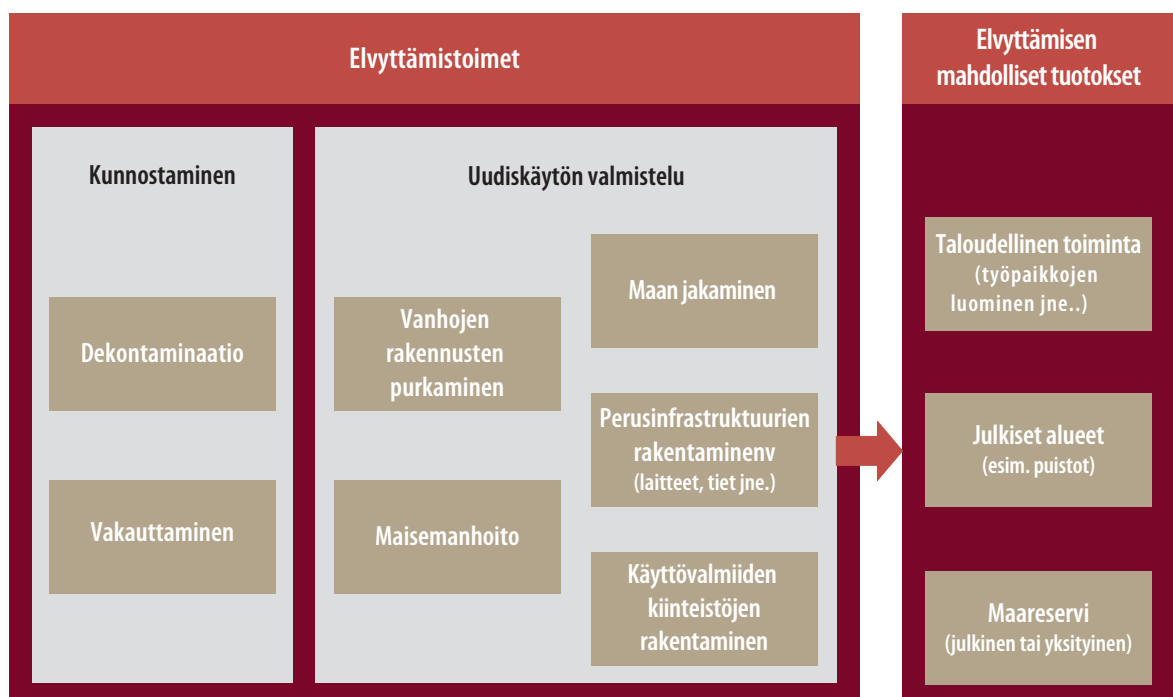 Elvyttämistoimet
Kunnostaminen
Dekontaminaatio
Vakauttaminen
Uudiskäytön valmistelu
Vanhojen
rakennusten
purkaminen
Maisemanhoito
Maan jakaminen
Perusinfrastruktuurien
rakentaminenv
(laitteet, tiet jne.)
Käyttövalmiiden
kiinteistöjen
rakentaminen
Elvyttämisen
mahdolliset tuotokset
Taloudellinen toiminta
(työpaikkojen
luominen jne..)
Julkiset alueet
(esim. puistot)
Maareservi
(julkinen tai yksityinen)